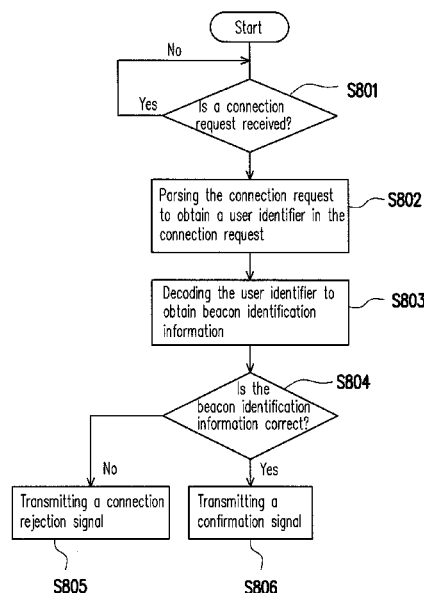 Start
No
S801
Yes
Is a connection
request received?
Parsing the connection request
to obtain a user identifier in the
connection request
S802
Decoding the user identifier to
obtain beacon identification
information
S803
S804
Is the
beacon identification
information correct?
No
Yes
Transmitting a connection
rejection signal
Transmitting a
confirmation signal
S805
S806